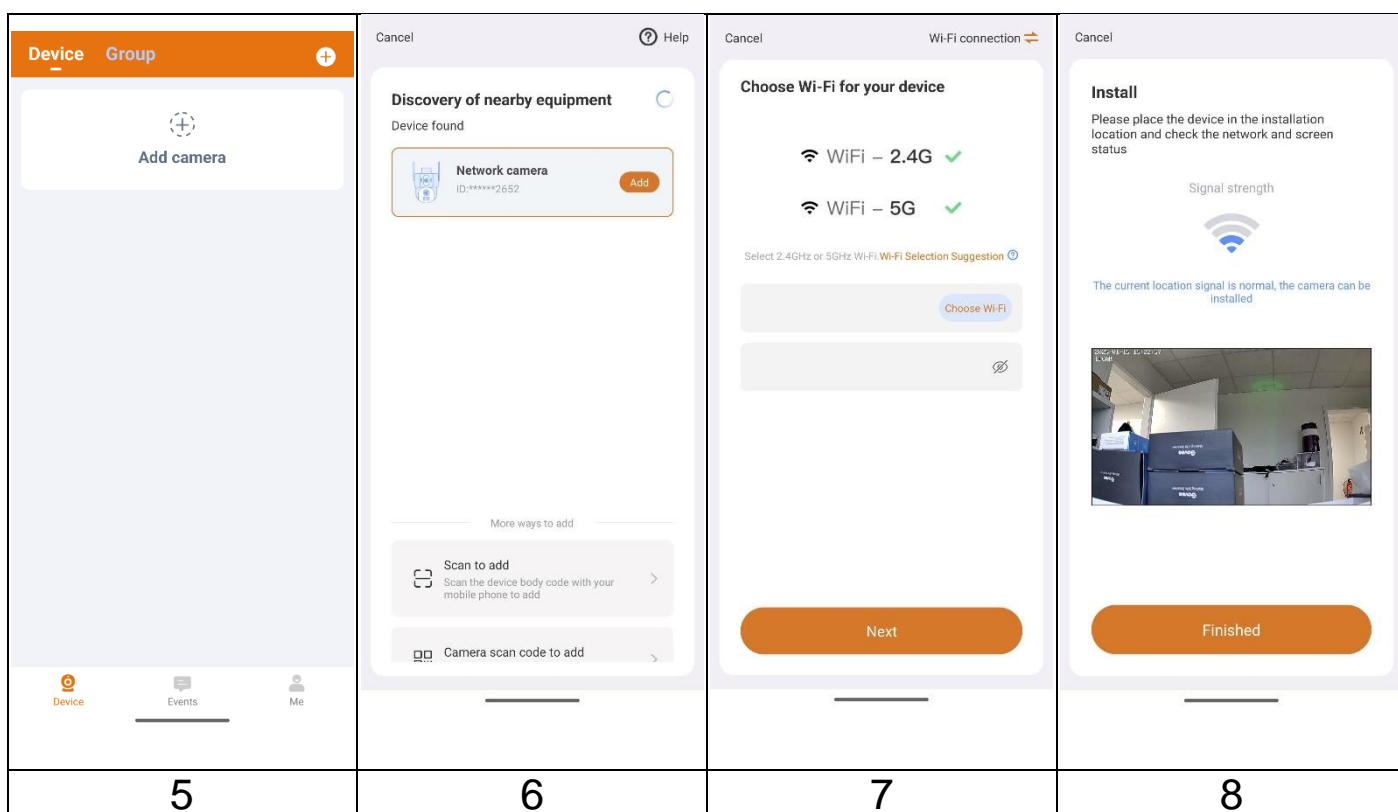 Device Group
Add camera
Device Events Me
5
Cancel Help
Discovery of nearby equipment
Device found
Network camera
ID:******2652
Add
More ways to add
Scan to add
Scan the device body code with your
mobile phone to add
Camera scan code to add
6
Cancel Wi-Fi connection
Choose Wi-Fi for your device
WiFi – 2.4G
WiFi – 5G
Select 2.4GHz or 5GHz Wi-Fi.Wi-Fi Selection Suggestion
Choose Wi-Fi
Next
7
Cancel
Install
Please place the device in the installation
location and check the network and screen
status
Signal strength
The current location signal is normal, the camera can be
installed
Govee
Govee
Govee
Finished
8